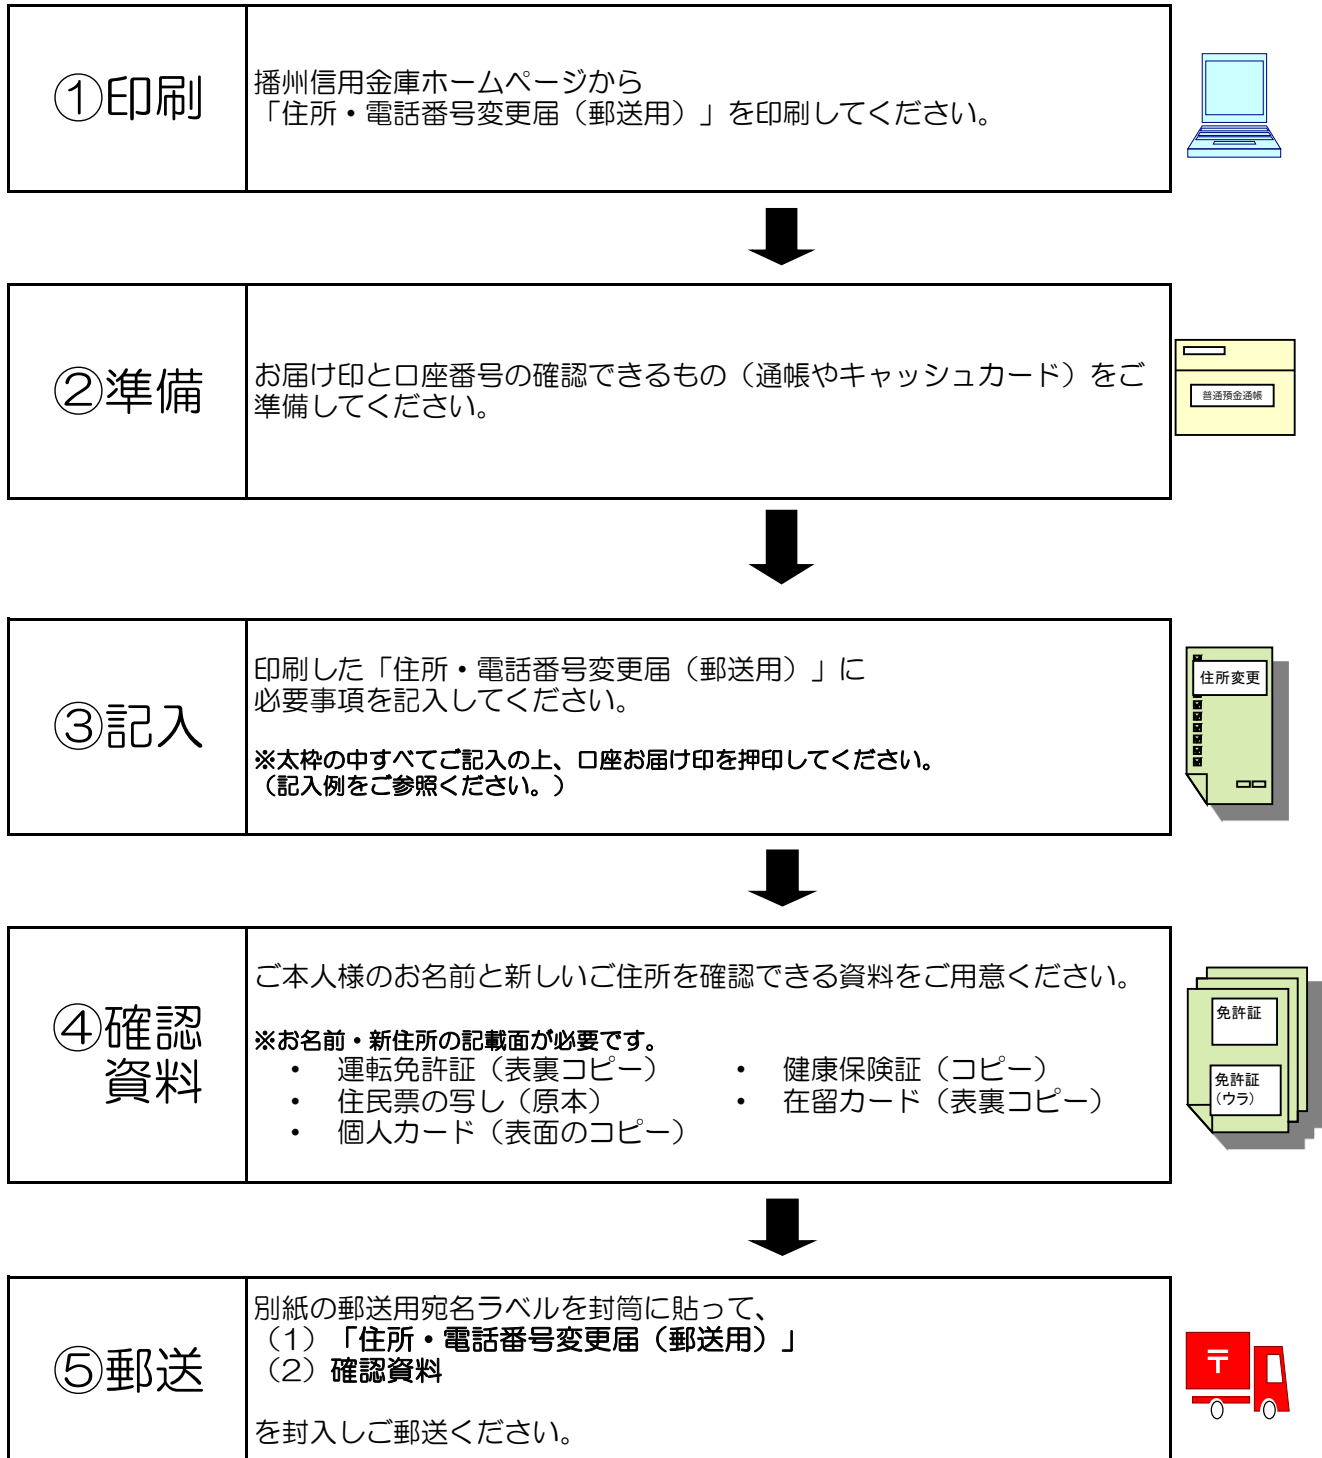 ①印刷
播州信用金庫ホームページから
「住所・電話番号変更届（郵送用）」を印刷してください。
②準備
お届け印と口座番号の確認できるもの（通帳やキャッシュカード）をご
準備してください。
普通預金通帳
③記入
印刷した「住所・電話番号変更届（郵送用）」に
必要事項を記入してください。
※太枠の中すべてご記入の上、口座お届け印を押印してください。
（記入例をご参照ください。）
住所変更
④確認
資料
ご本人様のお名前と新しいご住所を確認できる資料をご用意ください。
※お名前・新住所の記載面が必要です。
・ 運転免許証（表裏コピー） ・ 健康保険証（コピー）
・ 住民票の写し（原本） ・ 在留カード（表裏コピー）
・ 個人カード（表面のコピー）
免許証
免許証
（ウラ）
⑤郵送
別紙の郵送用宛名ラベルを封筒に貼って、
（1）「住所・電話番号変更届（郵送用）」
（2）確認資料
を封入しご郵送ください。
〒